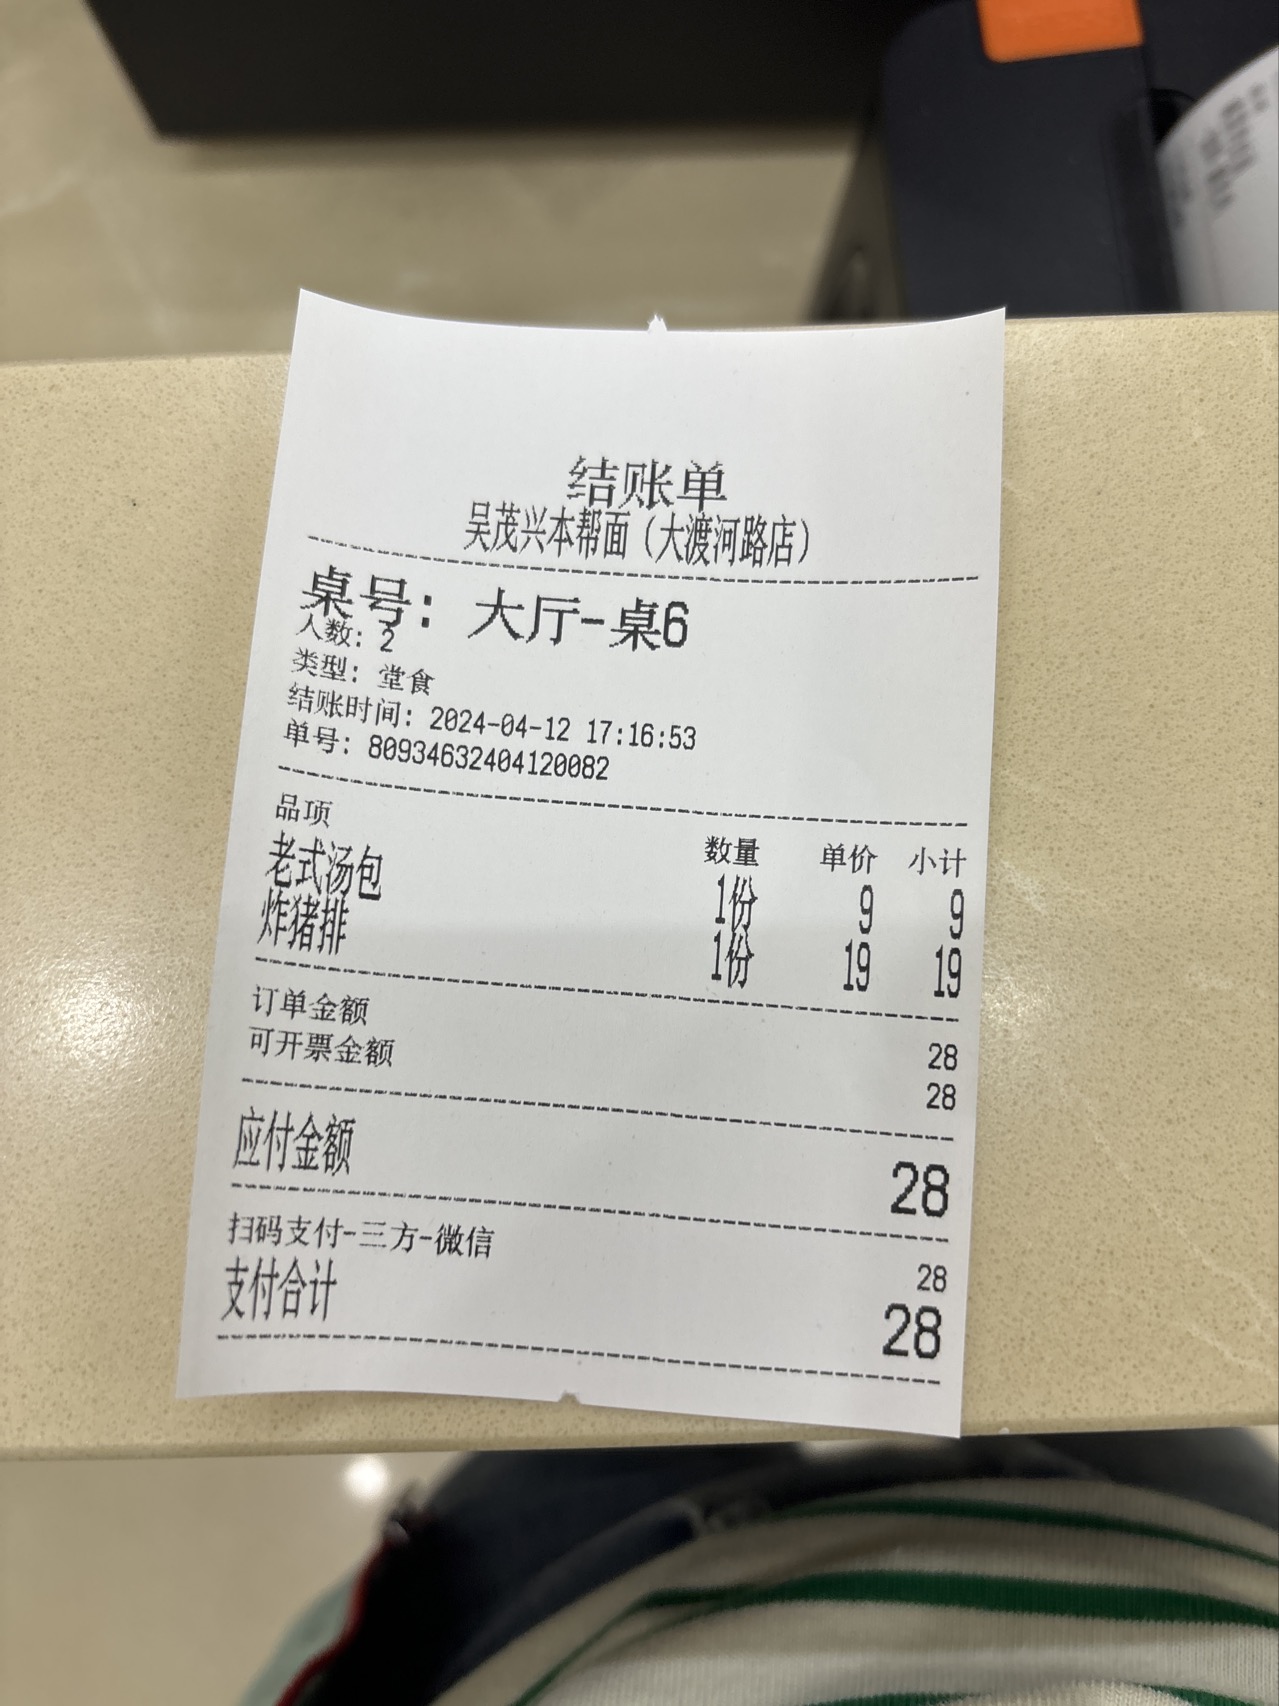 结账单
吴茂兴本帮面（大渡河路店）
桌号: 大厅-桌6
人数: 2
类型: 堂食
结账时间: 2024-04-12 17:16:53
单号: 80934632404120082
品项 数量 单价 小计
老式汤包 1份 9 9
炸猪排 1份 19 19
订单金额 28
可开票金额 28
应付金额 28
扫码支付-三方-微信 28
支付合计 28